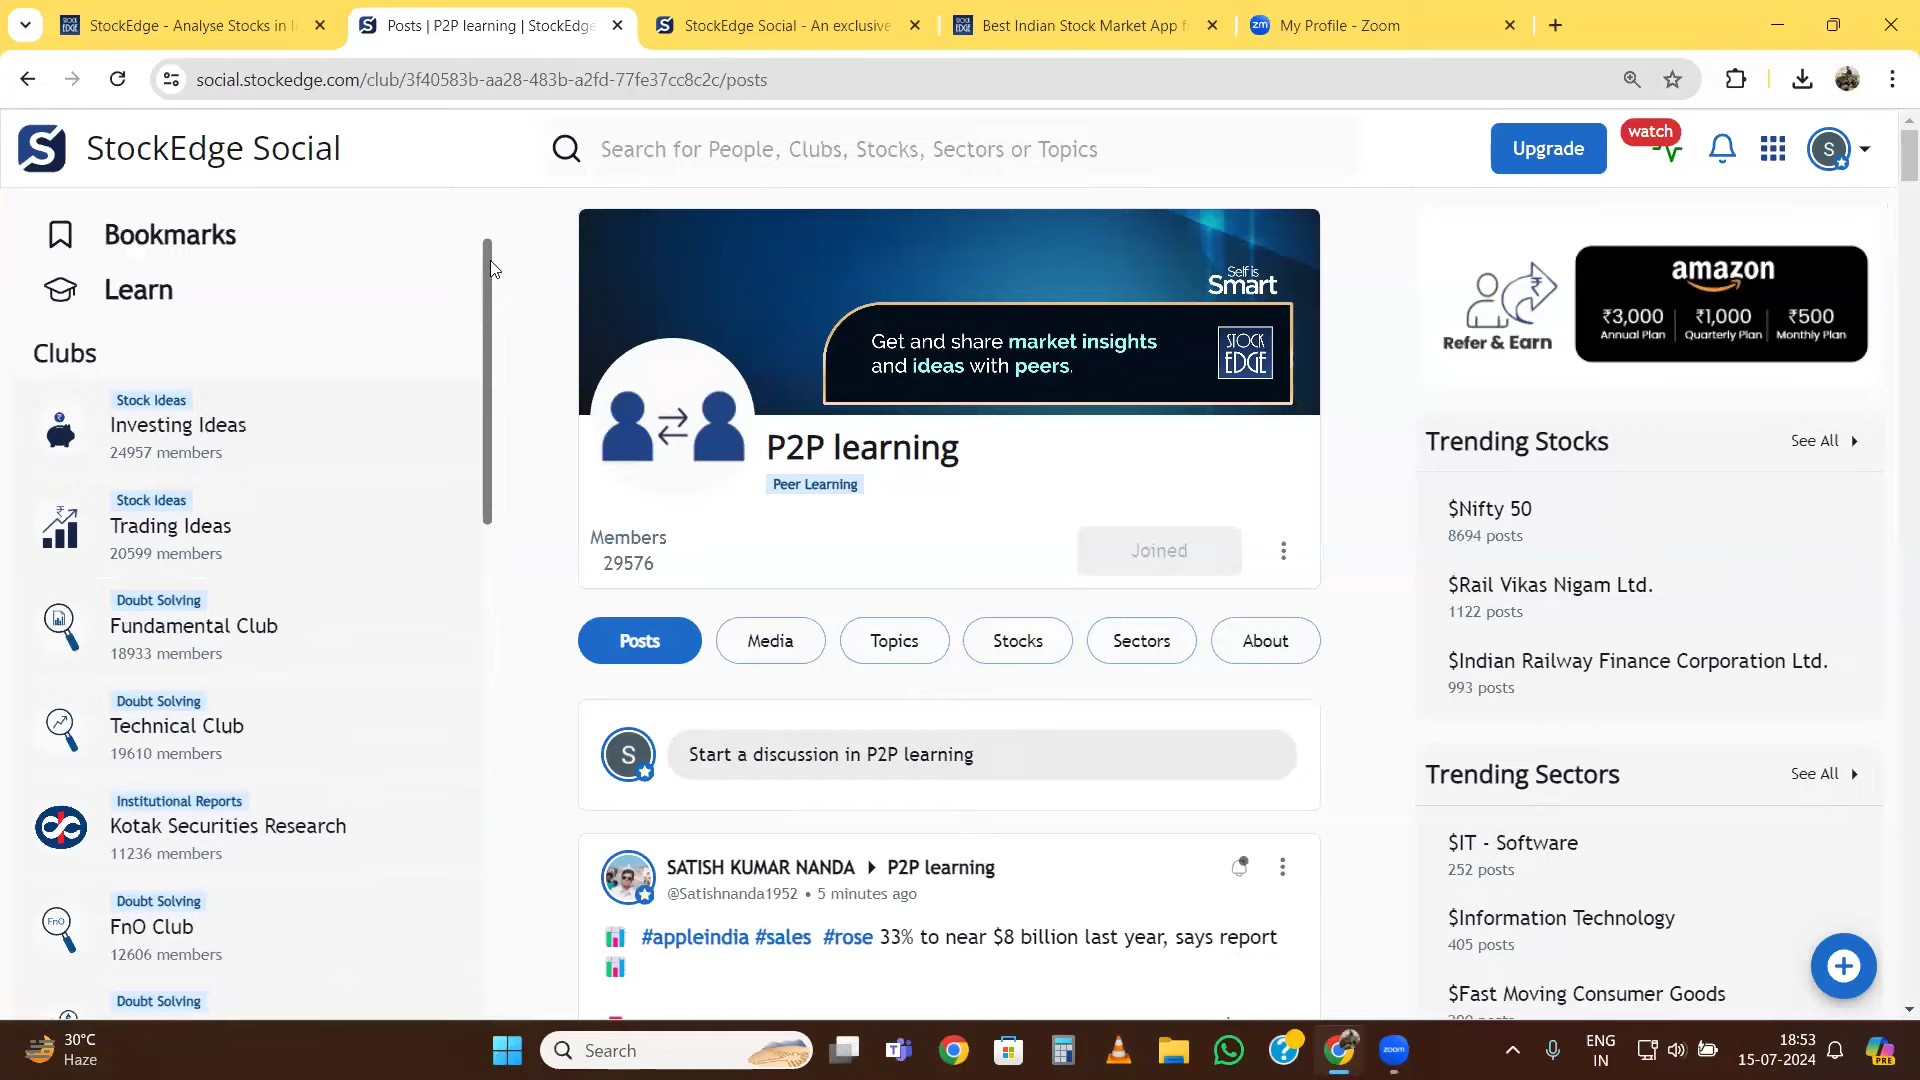 StockEdge - Analyse Stocks in li
Posts | P2P learning | StockEdge
StockEdge Social - An exclusive
Best Indian Stock Market App f
zm
My Profile - Zoom
social.stockedge.com/club/3f40583b-aa28-483b-a2fd-77fe37cc8c2c/posts
StockEdge Social
Search for People, Clubs, Stocks, Sectors or Topics
Upgrade
watch
S
Bookmarks
Learn
Clubs
Stock Ideas
Investing Ideas
24957 members
Stock Ideas
Trading Ideas
20599 members
Doubt Solving
Fundamental Club
18933 members
Doubt Solving
Technical Club
19610 members
Institutional Reports
Kotak Securities Research
11236 members
Doubt Solving
FnO
FnO Club
12606 members
Doubt Solving
Self is
Smart
Get and share market insights
and ideas with peers.
STOCK
EDGE
P2P learning
Peer Learning
Members
29576
Joined
Posts
Media
Topics
Stocks
Sectors
About
S
Start a discussion in P2P learning
SATISH KUMAR NANDA P2P learning
@Satishnanda1952 • 5 minutes ago
#appleindia #sales #rose 33% to near $8 billion last year, says report
Refer & Earn
amazon
₹3,000 ₹1,000 ₹500
Annual Plan Quarterly Plan Monthly Plan
Trending Stocks
See All
$Nifty 50
8694 posts
$Rail Vikas Nigam Ltd.
1122 posts
$Indian Railway Finance Corporation Ltd.
993 posts
Trending Sectors
See All
$IT - Software
252 posts
$Information Technology
405 posts
$Fast Moving Consumer Goods
30°C
Haze
Search
zoom
ENG
IN
18:53
15-07-2024
PRE